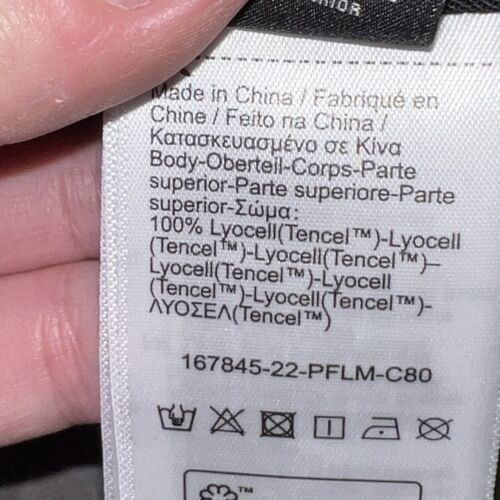 Made in China / Fabriqué en
Chine / Feito na China /
Κατασκευασμένο σε Κίνα
Body-Oberteil-Corps-Parte
superior-Parte superiore-Parte
superior-Σώμα:
100% Lyocell(Tencel™)-Lyocell
(Tencel™)-Lyocell(Tencel™)–
Lyocell(Tencel™)-Lyocell
(Tencel™)-Lyocell(Tencel™)-
ΛΥΟΣΕΛ(Tencel™)
167845-22-PFLM-C80
™